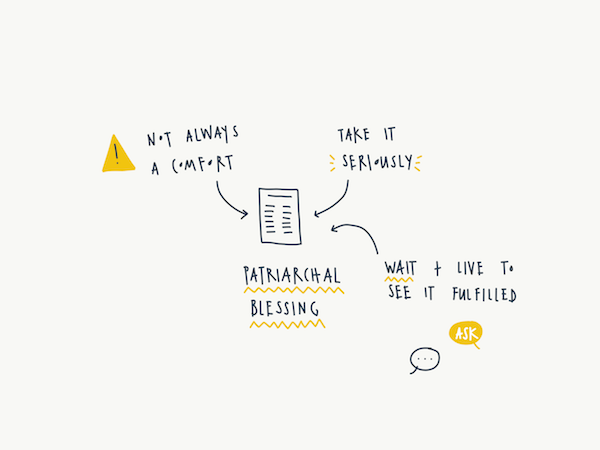 !
NOT ALWAYS
A COMFORT
TAKE IT
SERIOUSLY
PATRIARCHAL
BLESSING
WAIT + LIVE TO
SEE IT FULFILLED
ASK
...